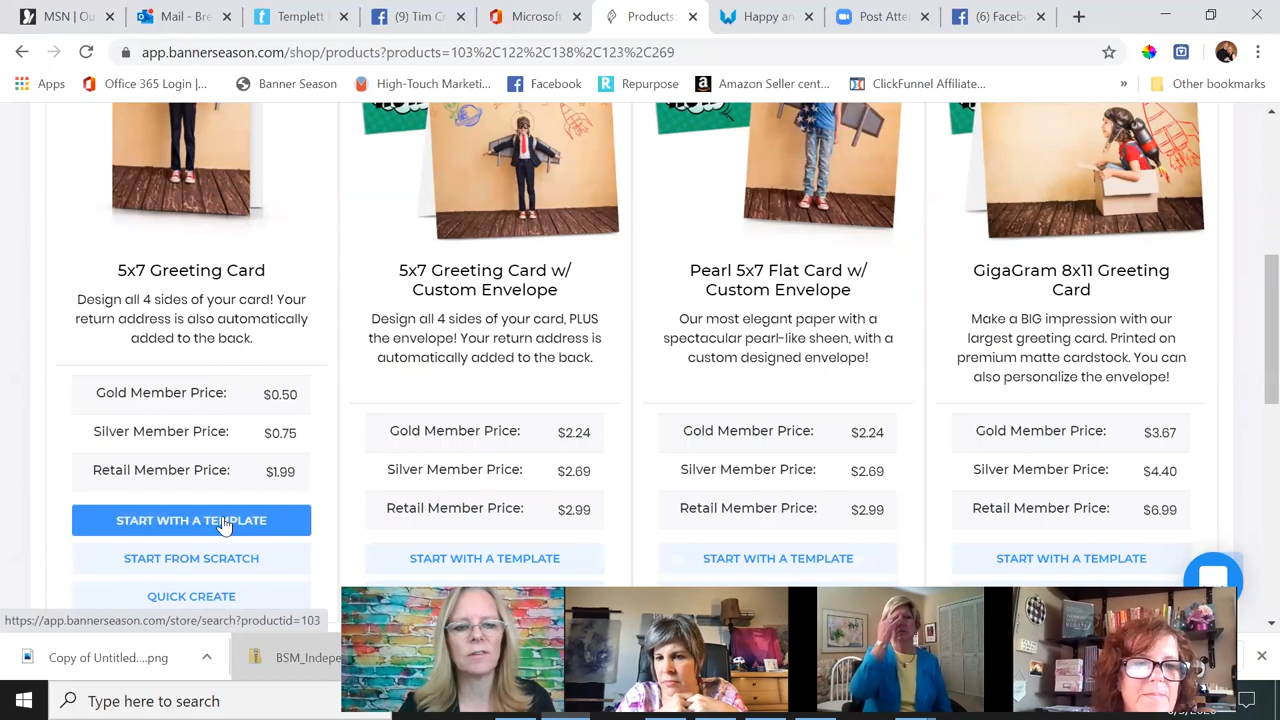 MSN | Ou
Mail - Bre
Templett
(9) Tim C
Microsoft
Products:
Happy an
Post Atte
(6) Faceb
app.bannerseason.com/shop/products?products=103%2C122%2C138%2C123%2C269
Apps
Office 365 Login |...
Banner Season
High-Touch Marketi...
Facebook
Repurpose
Amazon Seller cent...
ClickFunnel Affiliate...
»
Other bookmarks
5x7 Greeting Card
Design all 4 sides of your card! Your
return address is also automatically
added to the back.
Gold Member Price: $0.50
Silver Member Price: $0.75
Retail Member Price: $1.99
START WITH A TEMPLATE
START FROM SCRATCH
QUICK CREATE
5x7 Greeting Card w/
Custom Envelope
Design all 4 sides of your card, PLUS
the envelope! Your return address is
automatically added to the back.
Gold Member Price: $2.24
Silver Member Price: $2.69
Retail Member Price: $2.99
START WITH A TEMPLATE
Pearl 5x7 Flat Card w/
Custom Envelope
Our most elegant paper with a
spectacular pearl-like sheen, with a
custom designed envelope!
Gold Member Price: $2.24
Silver Member Price: $2.69
Retail Member Price: $2.99
START WITH A TEMPLATE
GigaGram 8x11 Greeting
Card
Make a BIG impression with our
largest greeting card. Printed on
premium matte cardstock. You can
also personalize the envelope!
Gold Member Price: $3.67
Silver Member Price: $4.40
Retail Member Price: $6.99
START WITH A TEMPLATE
https://app.bannerseason.com/store/search?productid=103
Copy of Untitled....png
BSM_Indepe
Type here to search